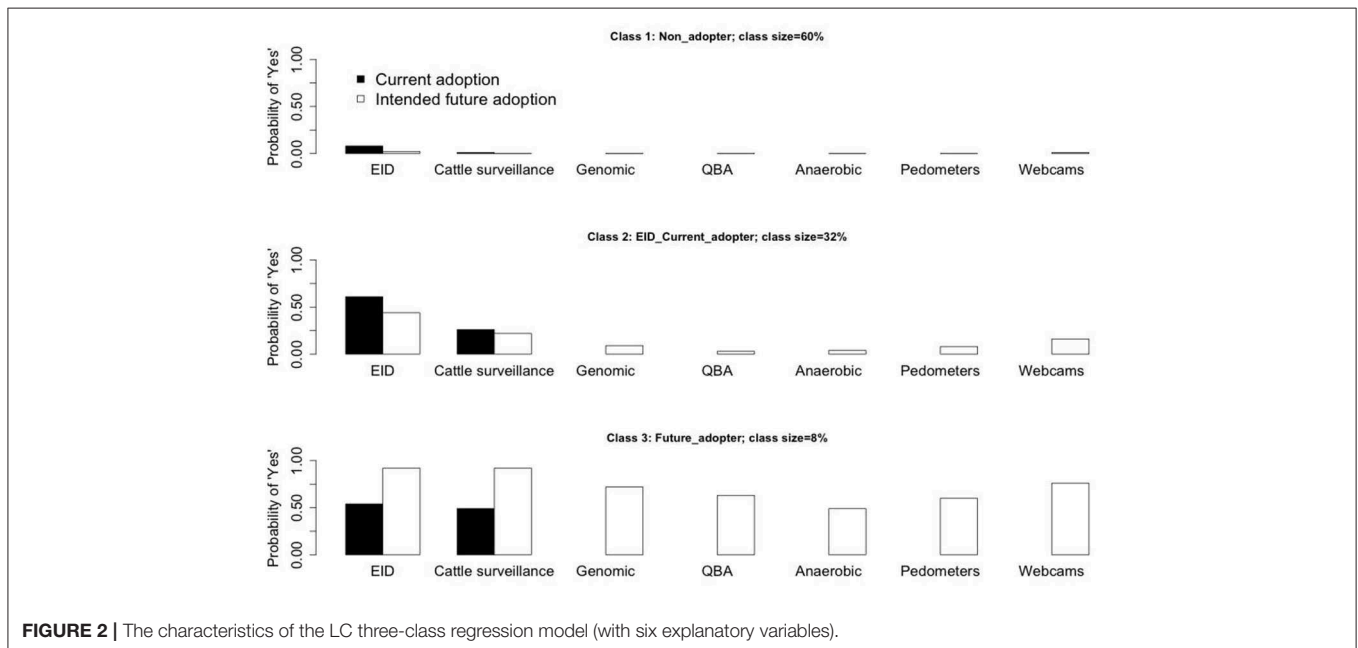 Class 1: Non_adopter; class size=60%
Probability of 'Yes'
0.00 0.50 1.00
Current adoption
Intended future adoption
EID Cattle surveillance Genomic QBA Anaerobic Pedometers Webcams
Class 2: EID_Current_adopter; class size=32%
Probability of 'Yes'
0.00 0.50 1.00
EID Cattle surveillance Genomic QBA Anaerobic Pedometers Webcams
Class 3: Future_adopter; class size=8%
Probability of 'Yes'
0.00 0.50 1.00
EID Cattle surveillance Genomic QBA Anaerobic Pedometers Webcams
FIGURE 2 | The characteristics of the LC three-class regression model (with six explanatory variables).